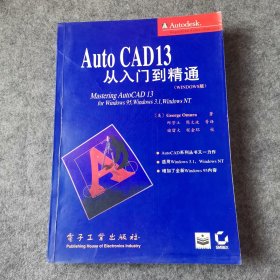 Autodesk.
Auto CAD13
从入门到精通
(WINDOWS版)
Mastering AutoCAD 13
for Windows 95,Windows 3.1,Windows NT
[美] George Omura 著
AutoCAD系列丛书又一力作
适用Windows 3.1、Windows NT
增加了全新Windows 95内容
电子工业出版社
Publishing House of Electronics Industry